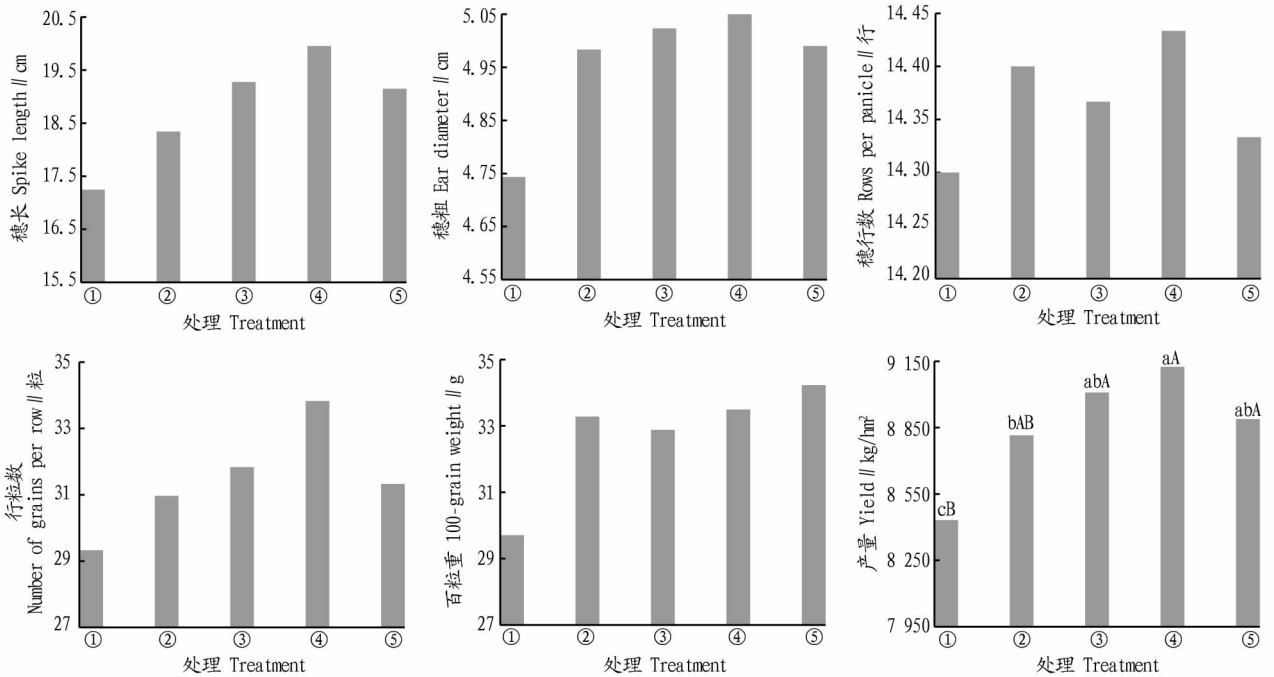 穗长 Spike length∥cm
20.5
19.5
18.5
17.5
16.5
15.5
① ② ③ ④ ⑤
处理 Treatment
穗粗 Ear diameter∥cm
5.05
4.95
4.85
4.75
4.65
4.55
① ② ③ ④ ⑤
处理 Treatment
穗行数 Rows per panicle∥行
14.45
14.40
14.35
14.30
14.25
14.20
① ② ③ ④ ⑤
处理 Treatment
行粒数
Number of grains per row∥粒
35
33
31
29
27
① ② ③ ④ ⑤
处理 Treatment
百粒重 100-grain weight∥g
35
33
31
29
27
① ② ③ ④ ⑤
处理 Treatment
产量 Yield∥kg/hm²
9 150
8 850
8 550
8 250
7 950
cB bAB abA aA abA
① ② ③ ④ ⑤
处理 Treatment